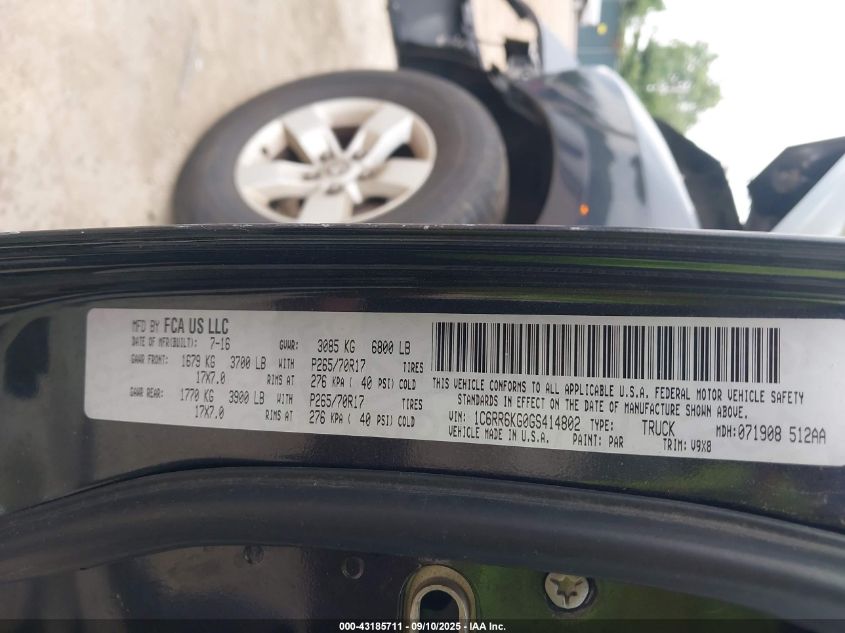 MFD BY FCA US LLC
DATE OF MFR(BUILT): 7-16 GVWR: 3085 KG 6800 LB
GAWR FRONT: 1679 KG 3700 LB WITH P265/70R17 TIRES
17X7.0 RIMS AT 276 KPA ( 40 PSI) COLD
GAWR REAR: 1770 KG 3900 LB WITH P265/70R17 TIRES
17X7.0 RIMS AT 276 KPA ( 40 PSI) COLD
THIS VEHICLE CONFORMS TO ALL APPLICABLE U.S.A. FEDERAL MOTOR VEHICLE SAFETY
STANDARDS IN EFFECT ON THE DATE OF MANUFACTURE SHOWN ABOVE.
VIN: 1C6RR6KG0GS414802 TYPE: TRUCK MDH: 071908 512AA
VEHICLE MADE IN U.S.A. PAINT: PAR TRIM: V9X8
000-43185711 - 09/10/2025 - www.iaai.com